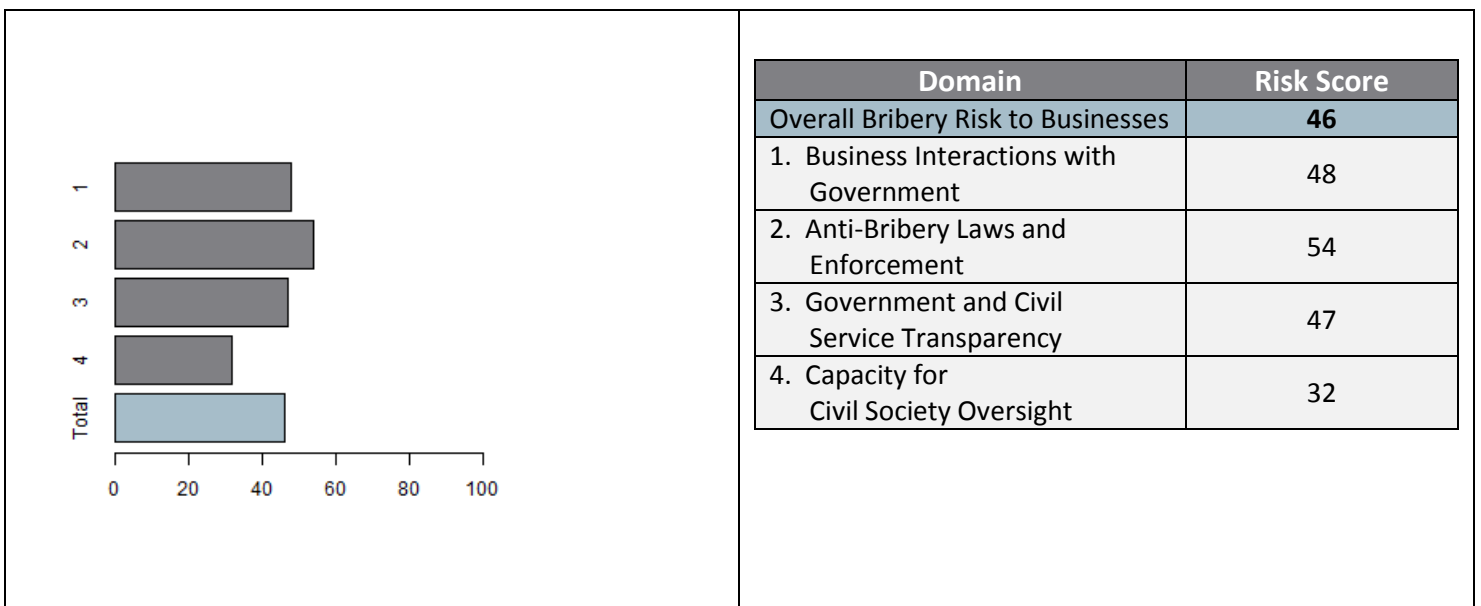 1
2
3
4
Total
0 20 40 60 80 100
Domain Risk Score
Overall Bribery Risk to Businesses 46
1. Business Interactions with
Government 48
2. Anti-Bribery Laws and
Enforcement 54
3. Government and Civil
Service Transparency 47
4. Capacity for
Civil Society Oversight 32